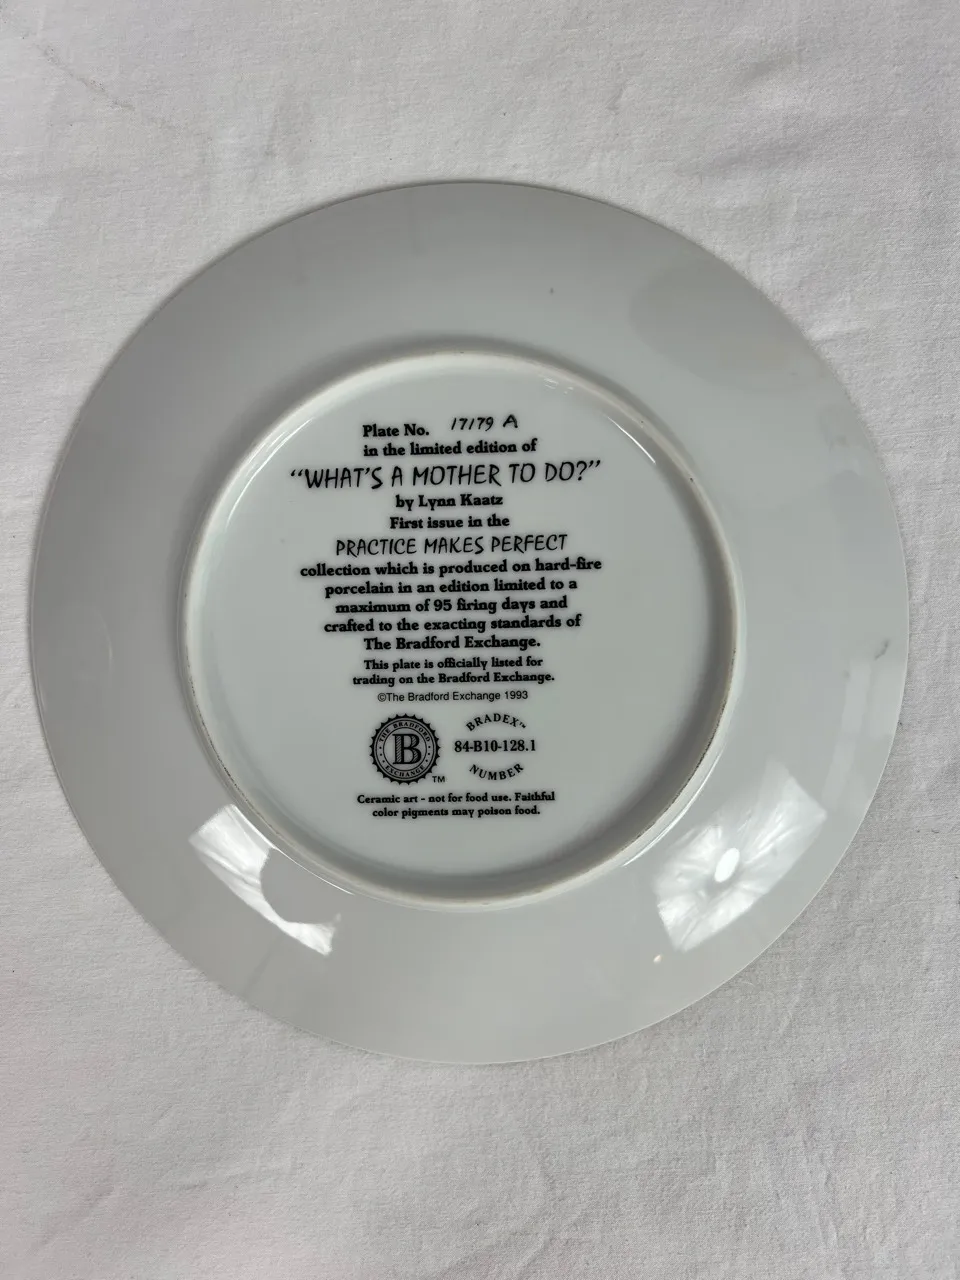 Plate No. 17179 A
in the limited edition of
“WHAT'S A MOTHER TO DO?”
by Lynn Kaatz
First issue in the
PRACTICE MAKES PERFECT
collection which is produced on hard-fire
porcelain in an edition limited to a
maximum of 95 firing days and
crafted to the exacting standards of
The Bradford Exchange.
This plate is officially listed for
trading on the Bradford Exchange.
©The Bradford Exchange 1993
THE BRADFORD
B
EXCHANGE
TM
BRADEX™
84-B10-128.1
NUMBER
Ceramic art - not for food use. Faithful
color pigments may poison food.